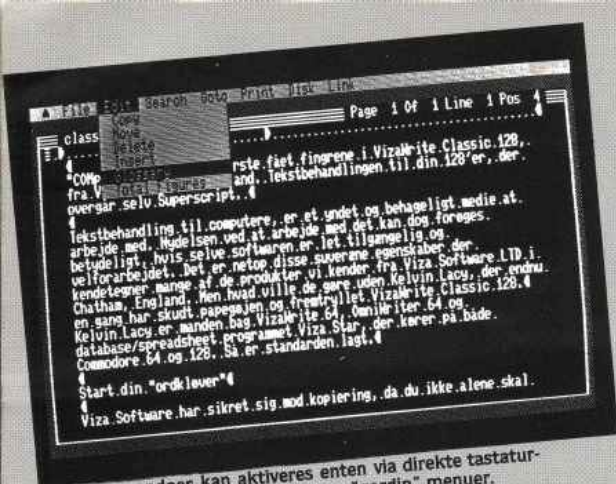 File Edit Search Goto Print Disk Link
Copy
Move
Delete
Insert
Total Figures
class
Page 1 Of 1 Line 1 Pos 1
"COMp rste.fået.fingrene.i.VizaWrite.Classic.128,.
fra.V and,.Tekstbehandlingen.til.din.128'er,.der.
overgår.selv.Superscript,.
Tekstbehandling.til.computere,.er.et.yndet.og.behageligt.medie.at.
arbejde.med,.Nydelsen.ved.at.arbejde.med.det.kan.dog.forøges.
betydeligt,.hvis.selve.softwaren.er.let.tilgængelig.og.
velforarbejdet,.Det.er.netop.disse.suveræne.egenskaber.der.
kendetegner.mange.af.de.produkter.vi.kender.fra.Viza.Software.LTD.i.
Chatham,.England,.Men.hvad.ville.de.gøre.uden.Kelvin.Lacy,.der.endnu.
en.gang.har.skudt.papegøjen.og.fremtryllet.VizaWrite.Classic.128.
Kelvin.Lacy.er.manden.bag.VizaWrite.64,.OmniWriter.64.og.
database/spreadsheet.programmet.Viza.Star,.der.kører.på.både.
Commodore.64.og.128,.Så.er.standarden.lagt.
Start.din."ordkløver"
Viza.Software.har.sikret.sig.mod.kopiering,.da.du.ikke.alene.skal.
kan aktiveres enten via direkte tastatur-
menuer.